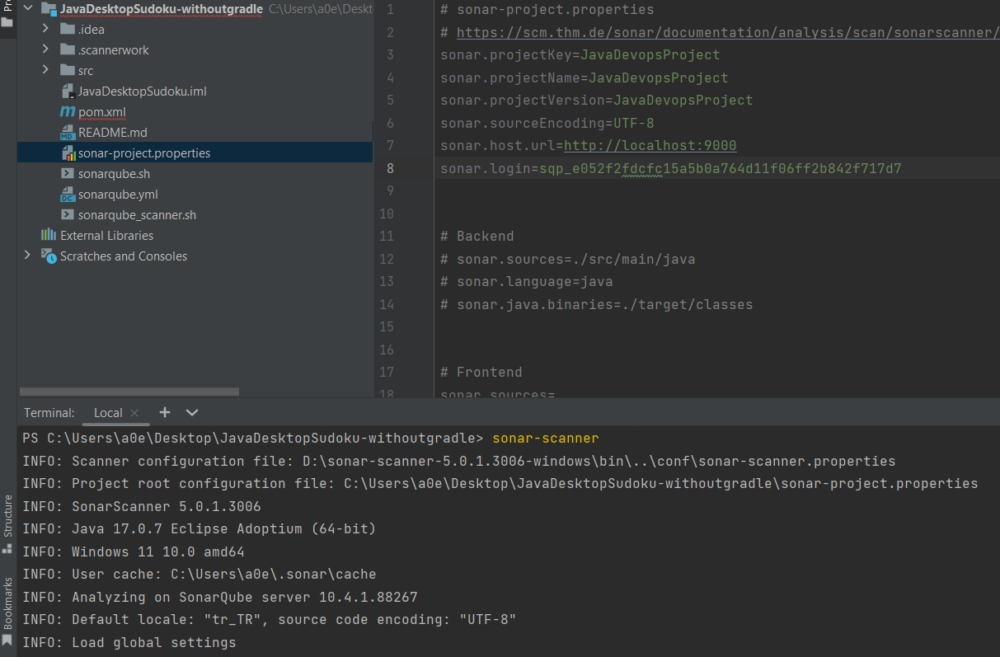 JavaDesktopSudoku-withoutgradle C:\Users\a0e\Deskt
.idea
.scannerwork
src
JavaDesktopSudoku.iml
pom.xml
README.md
sonar-project.properties
sonarqube.sh
sonarqube.yml
sonarqube_scanner.sh
External Libraries
Scratches and Consoles
1 # sonar-project.properties
2 # https://scm.thm.de/sonar/documentation/analysis/scan/sonarscanner/
3 sonar.projectKey=JavaDevopsProject
4 sonar.projectName=JavaDevopsProject
5 sonar.projectVersion=JavaDevopsProject
6 sonar.sourceEncoding=UTF-8
7 sonar.host.url=http://localhost:9000
8 sonar.login=sqp_e052f2fdcfc15a5b0a764d11f06ff2b842f717d7
9
10
11 # Backend
12 # sonar.sources=./src/main/java
13 # sonar.language=java
14 # sonar.java.binaries=./target/classes
15
16
17 # Frontend
18 sonar.sources=
Terminal: Local
PS C:\Users\a0e\Desktop\JavaDesktopSudoku-withoutgradle> sonar-scanner
INFO: Scanner configuration file: D:\sonar-scanner-5.0.1.3006-windows\bin\..\conf\sonar-scanner.properties
INFO: Project root configuration file: C:\Users\a0e\Desktop\JavaDesktopSudoku-withoutgradle\sonar-project.properties
INFO: SonarScanner 5.0.1.3006
INFO: Java 17.0.7 Eclipse Adoptium (64-bit)
INFO: Windows 11 10.0 amd64
INFO: User cache: C:\Users\a0e\.sonar\cache
INFO: Analyzing on SonarQube server 10.4.1.88267
INFO: Default locale: "tr_TR", source code encoding: "UTF-8"
INFO: Load global settings
Structure
Bookmarks